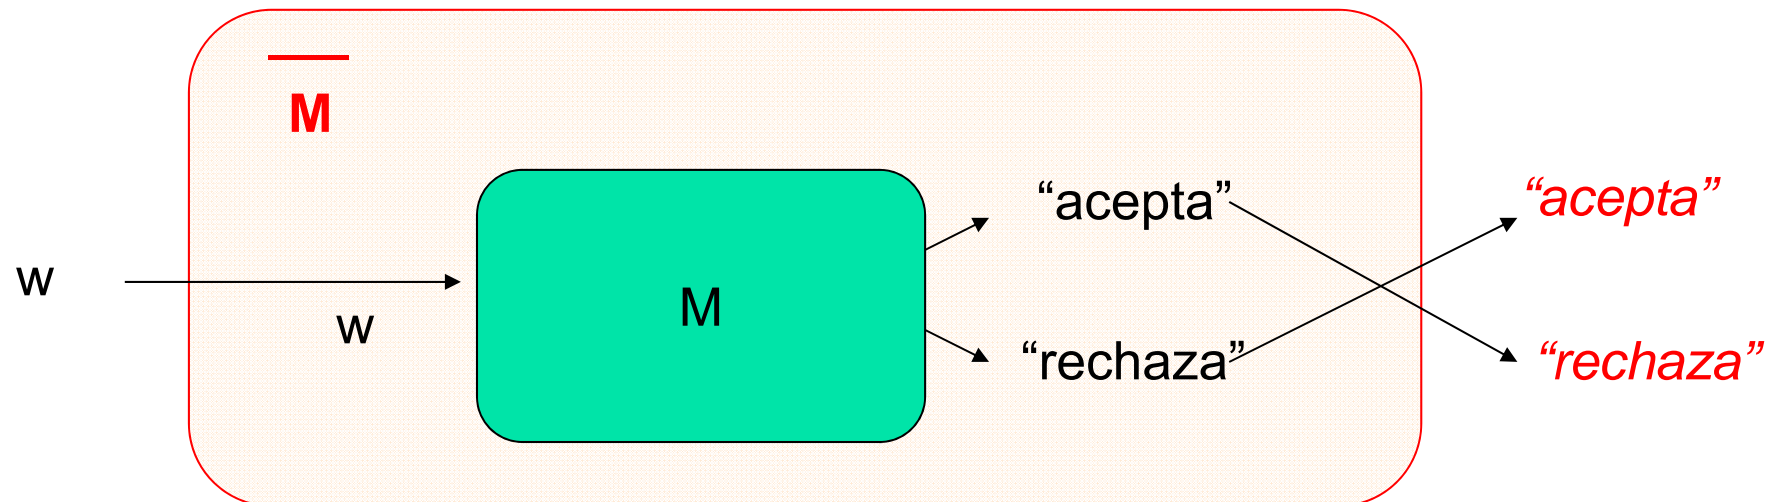 M̅
“acepta” “acepta”
w
w
M
“rechaza” “rechaza”